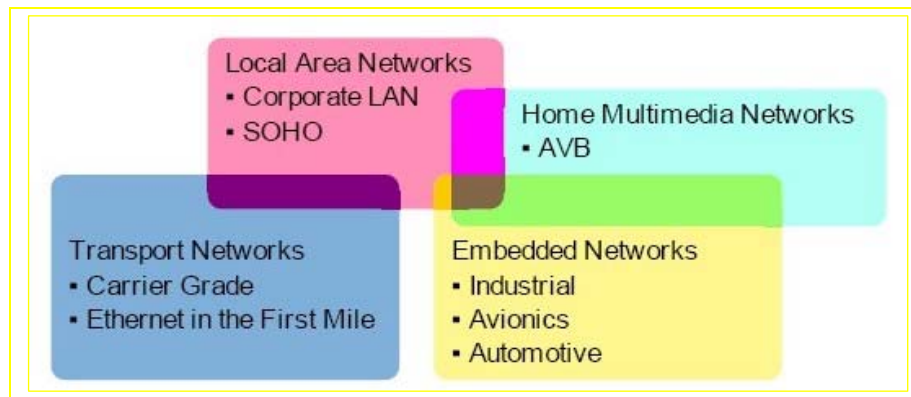 Local Area Networks
▪ Corporate LAN
▪ SOHO
Home Multimedia Networks
▪ AVB
Transport Networks
▪ Carrier Grade
▪ Ethernet in the First Mile
Embedded Networks
▪ Industrial
▪ Avionics
▪ Automotive